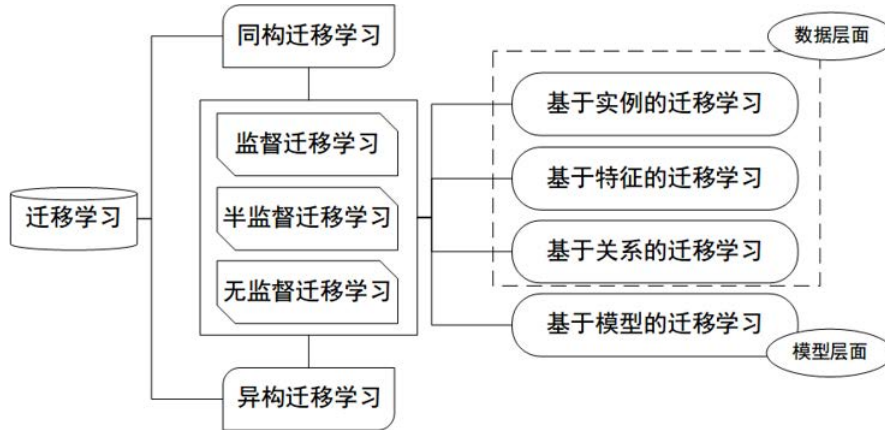 同构迁移学习
数据层面
基于实例的迁移学习
监督迁移学习
基于特征的迁移学习
迁移学习
半监督迁移学习
基于关系的迁移学习
无监督迁移学习
基于模型的迁移学习
模型层面
异构迁移学习